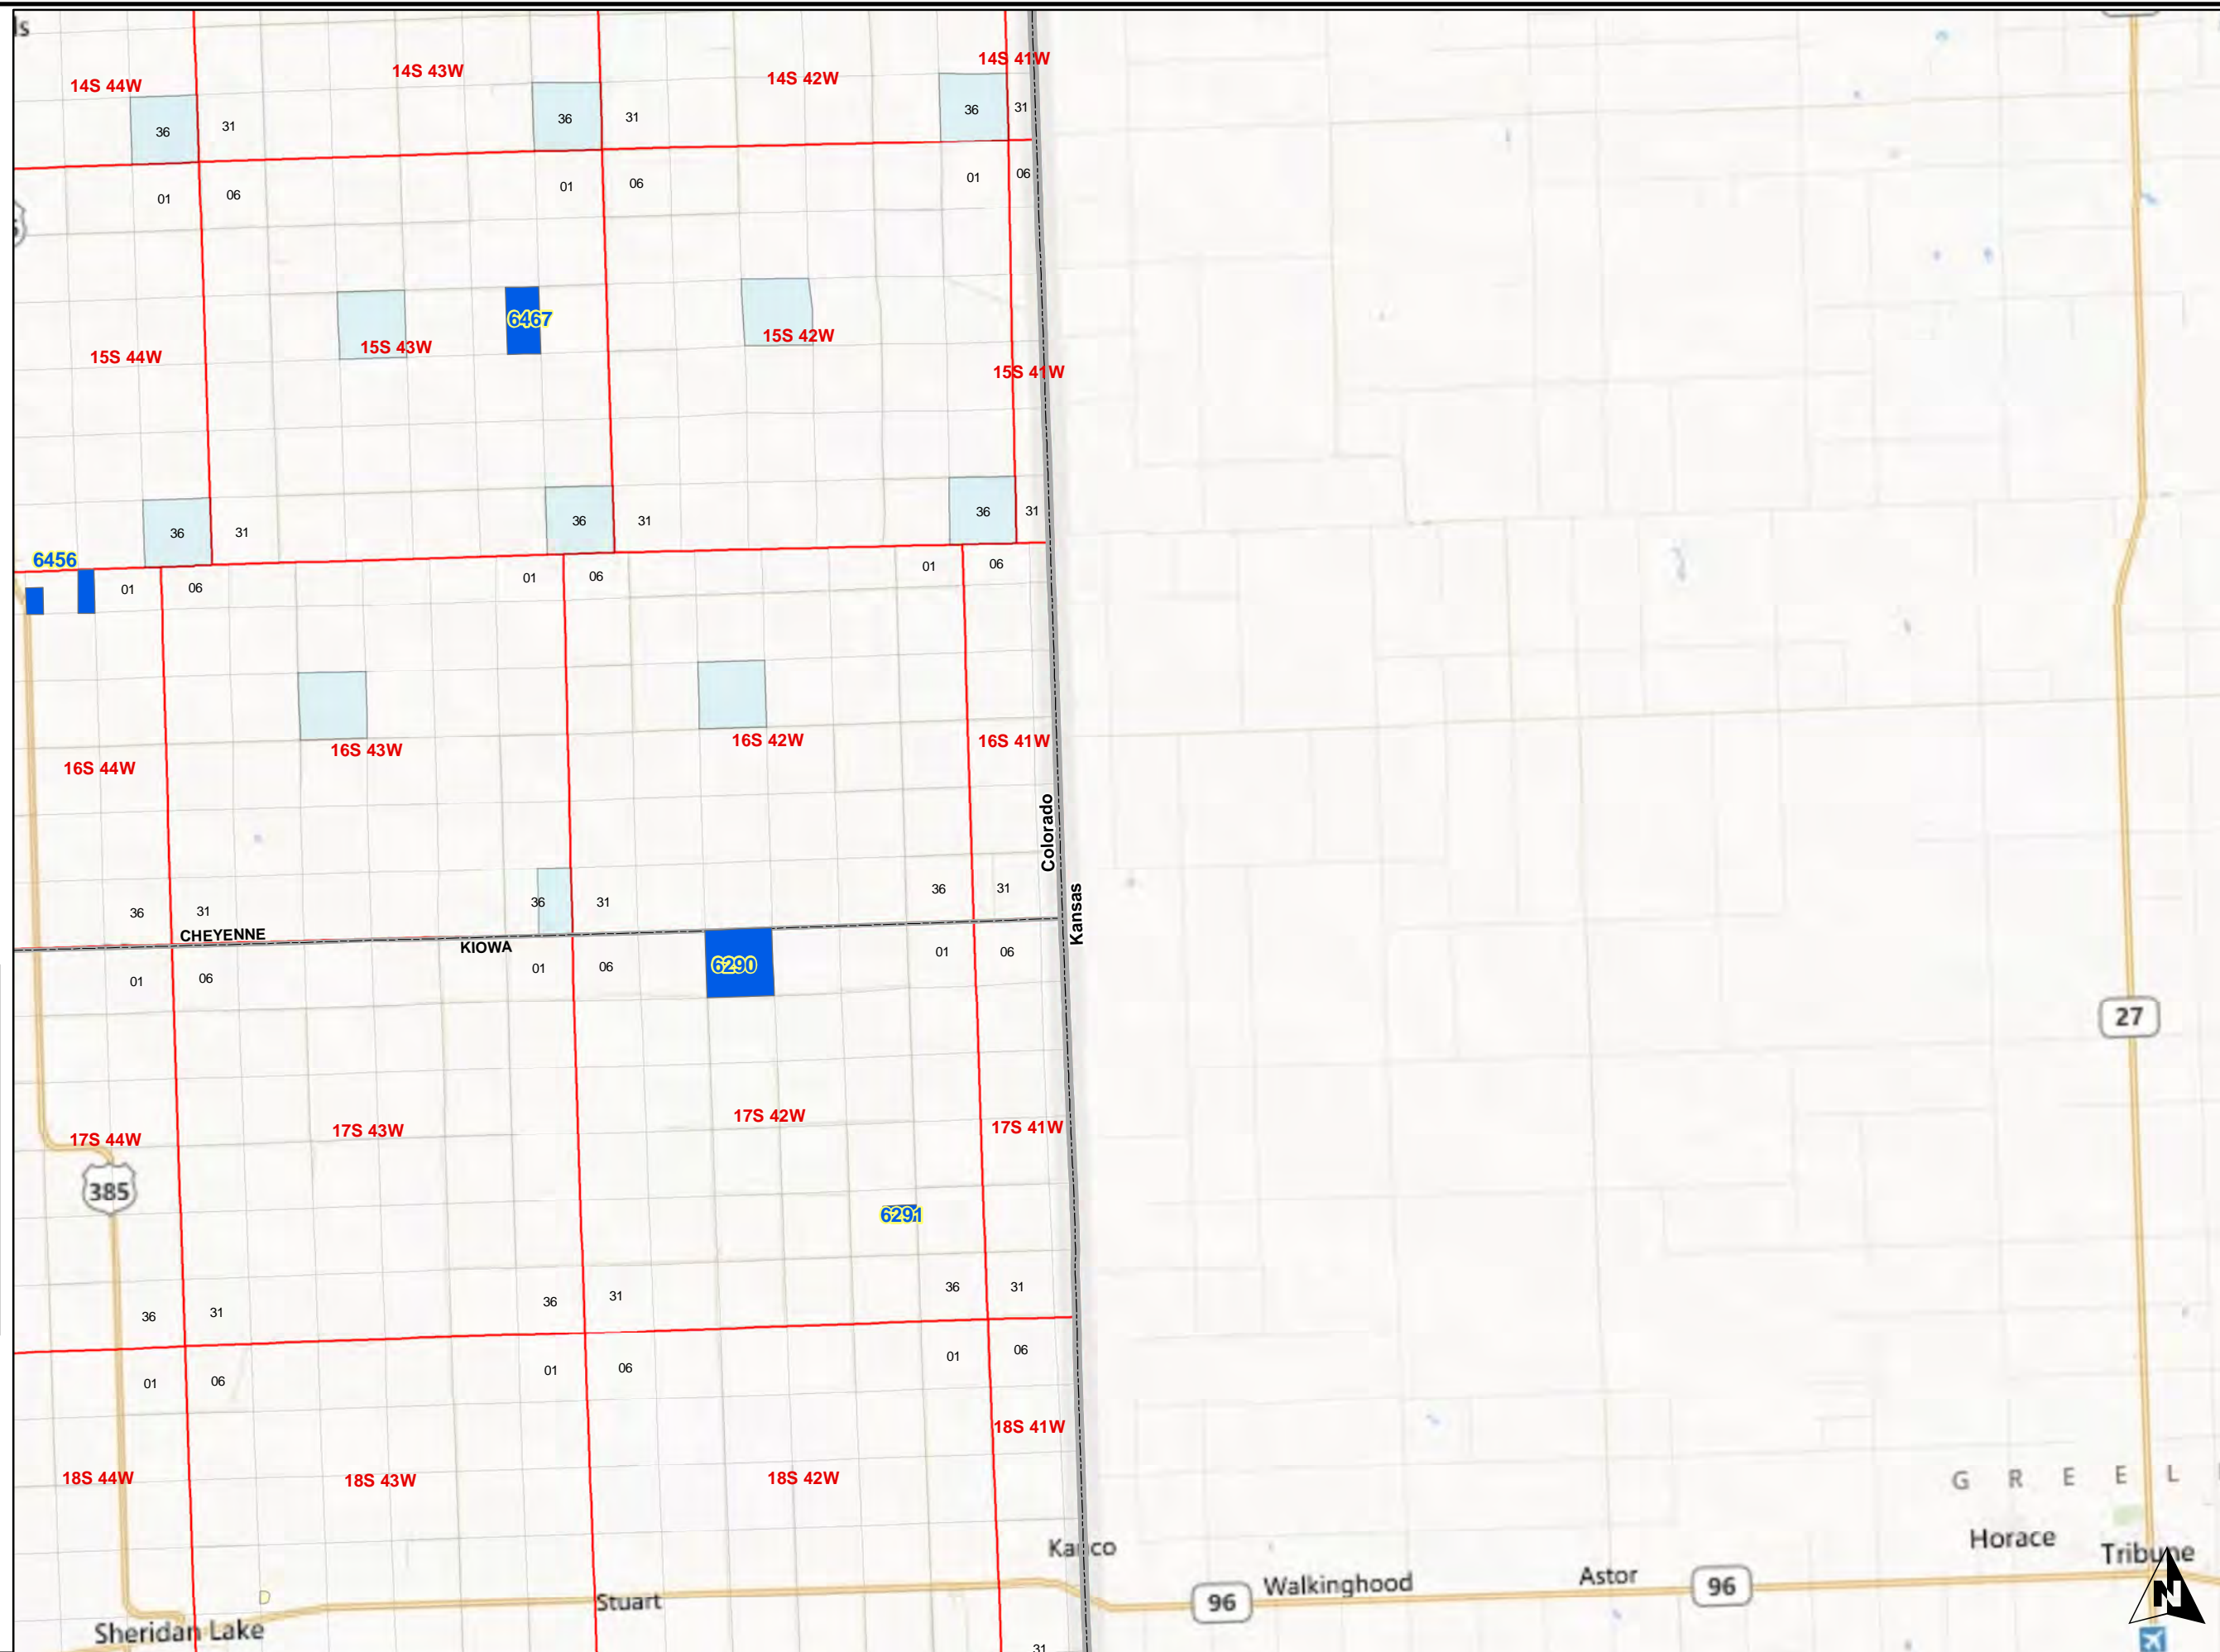 ls
14S 44W
14S 43W
14S 42W
14S 41W
36
31
36
31
36
31
01
06
01
06
01
06
6467
15S 44W
15S 43W
15S 42W
15S 41W
36
31
36
31
36
31
6456
01
06
01
06
01
06
16S 44W
16S 43W
16S 42W
16S 41W
Colorado
Kansas
36
31
36
31
36
31
CHEYENNE
KIOWA
01
06
01
06
6290
01
06
27
17S 44W
17S 43W
17S 42W
17S 41W
385
6291
36
31
36
31
36
31
01
06
01
06
01
06
18S 41W
18S 44W
18S 43W
18S 42W
G R E E L
Kanco
Horace
Tribune
Walkinghood
Astor
96
96
Stuart
Sheridan Lake
N
31